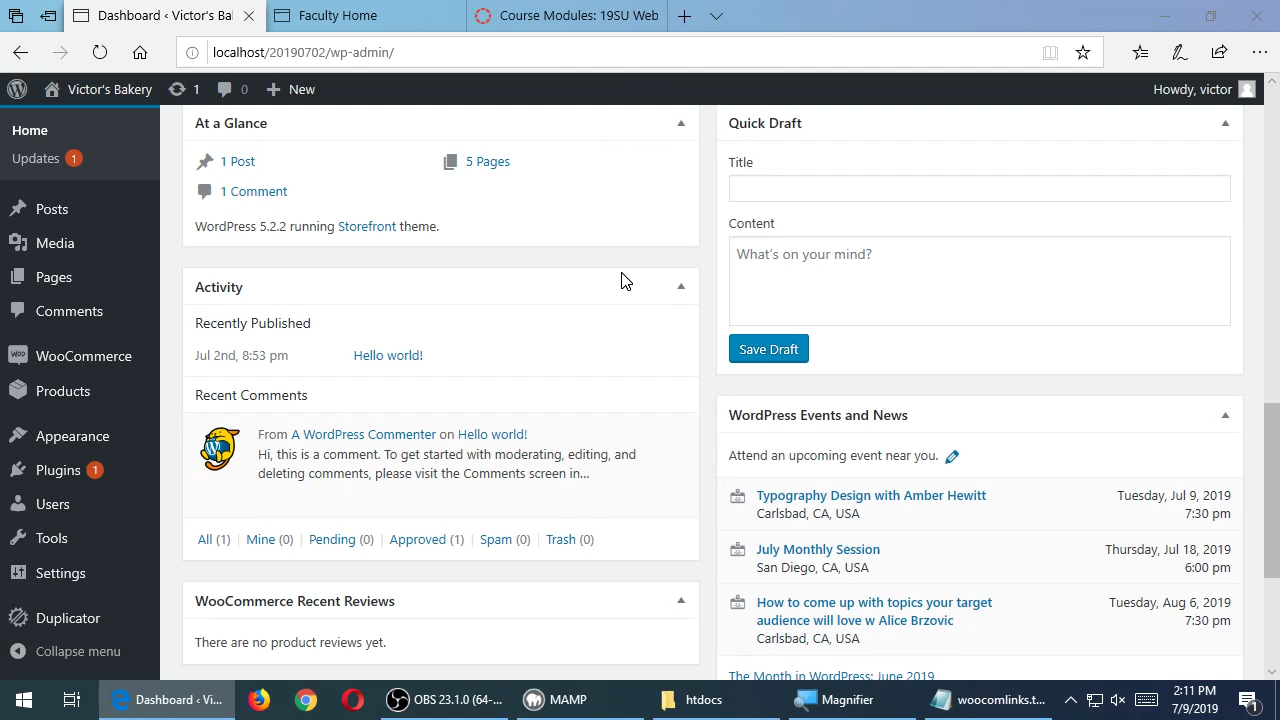 Dashboard ‹ Victor's Ba
Faculty Home
Course Modules: 19SU Web
localhost/20190702/wp-admin/
Victor's Bakery
1
0
New
Howdy, victor
Home
Updates 1
Posts
Media
Pages
Comments
WooCommerce
Products
Appearance
Plugins 1
Users
Tools
Settings
Duplicator
Collapse menu
At a Glance
1 Post
5 Pages
1 Comment
WordPress 5.2.2 running Storefront theme.
Activity
Recently Published
Jul 2nd, 8:53 pm
Hello world!
Recent Comments
From A WordPress Commenter on Hello world!
Hi, this is a comment. To get started with moderating, editing, and
deleting comments, please visit the Comments screen in...
All (1) | Mine (0) | Pending (0) | Approved (1) | Spam (0) | Trash (0)
WooCommerce Recent Reviews
There are no product reviews yet.
Quick Draft
Title
Content
What's on your mind?
Save Draft
WordPress Events and News
Attend an upcoming event near you.
Typography Design with Amber Hewitt
Carlsbad, CA, USA
Tuesday, Jul 9, 2019
7:30 pm
July Monthly Session
San Diego, CA, USA
Thursday, Jul 18, 2019
6:00 pm
How to come up with topics your target
audience will love w Alice Brzovic
Carlsbad, CA, USA
Tuesday, Aug 6, 2019
7:30 pm
The Month in WordPress: June 2019
Dashboard ‹ Vi...
OBS 23.1.0 (64-...
MAMP
htdocs
Magnifier
woocomlinks.t...
2:11 PM
7/9/2019
1